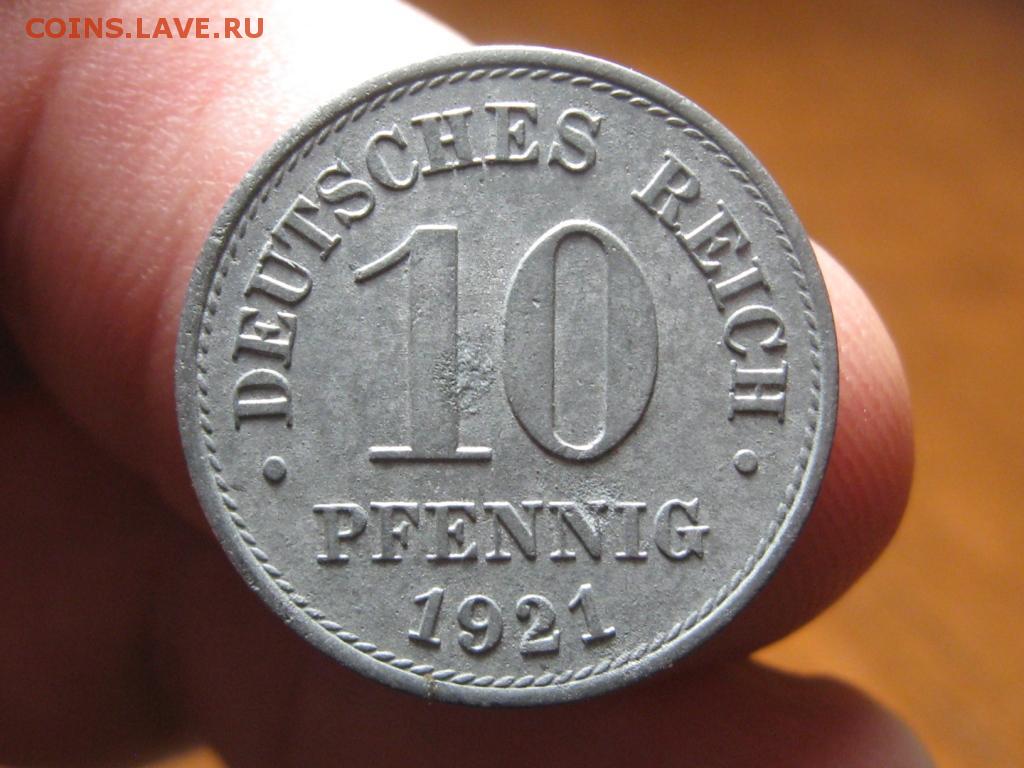 COINS.LAVE.RU
DEUTSCHES REICH
10
PFENNIG
1921